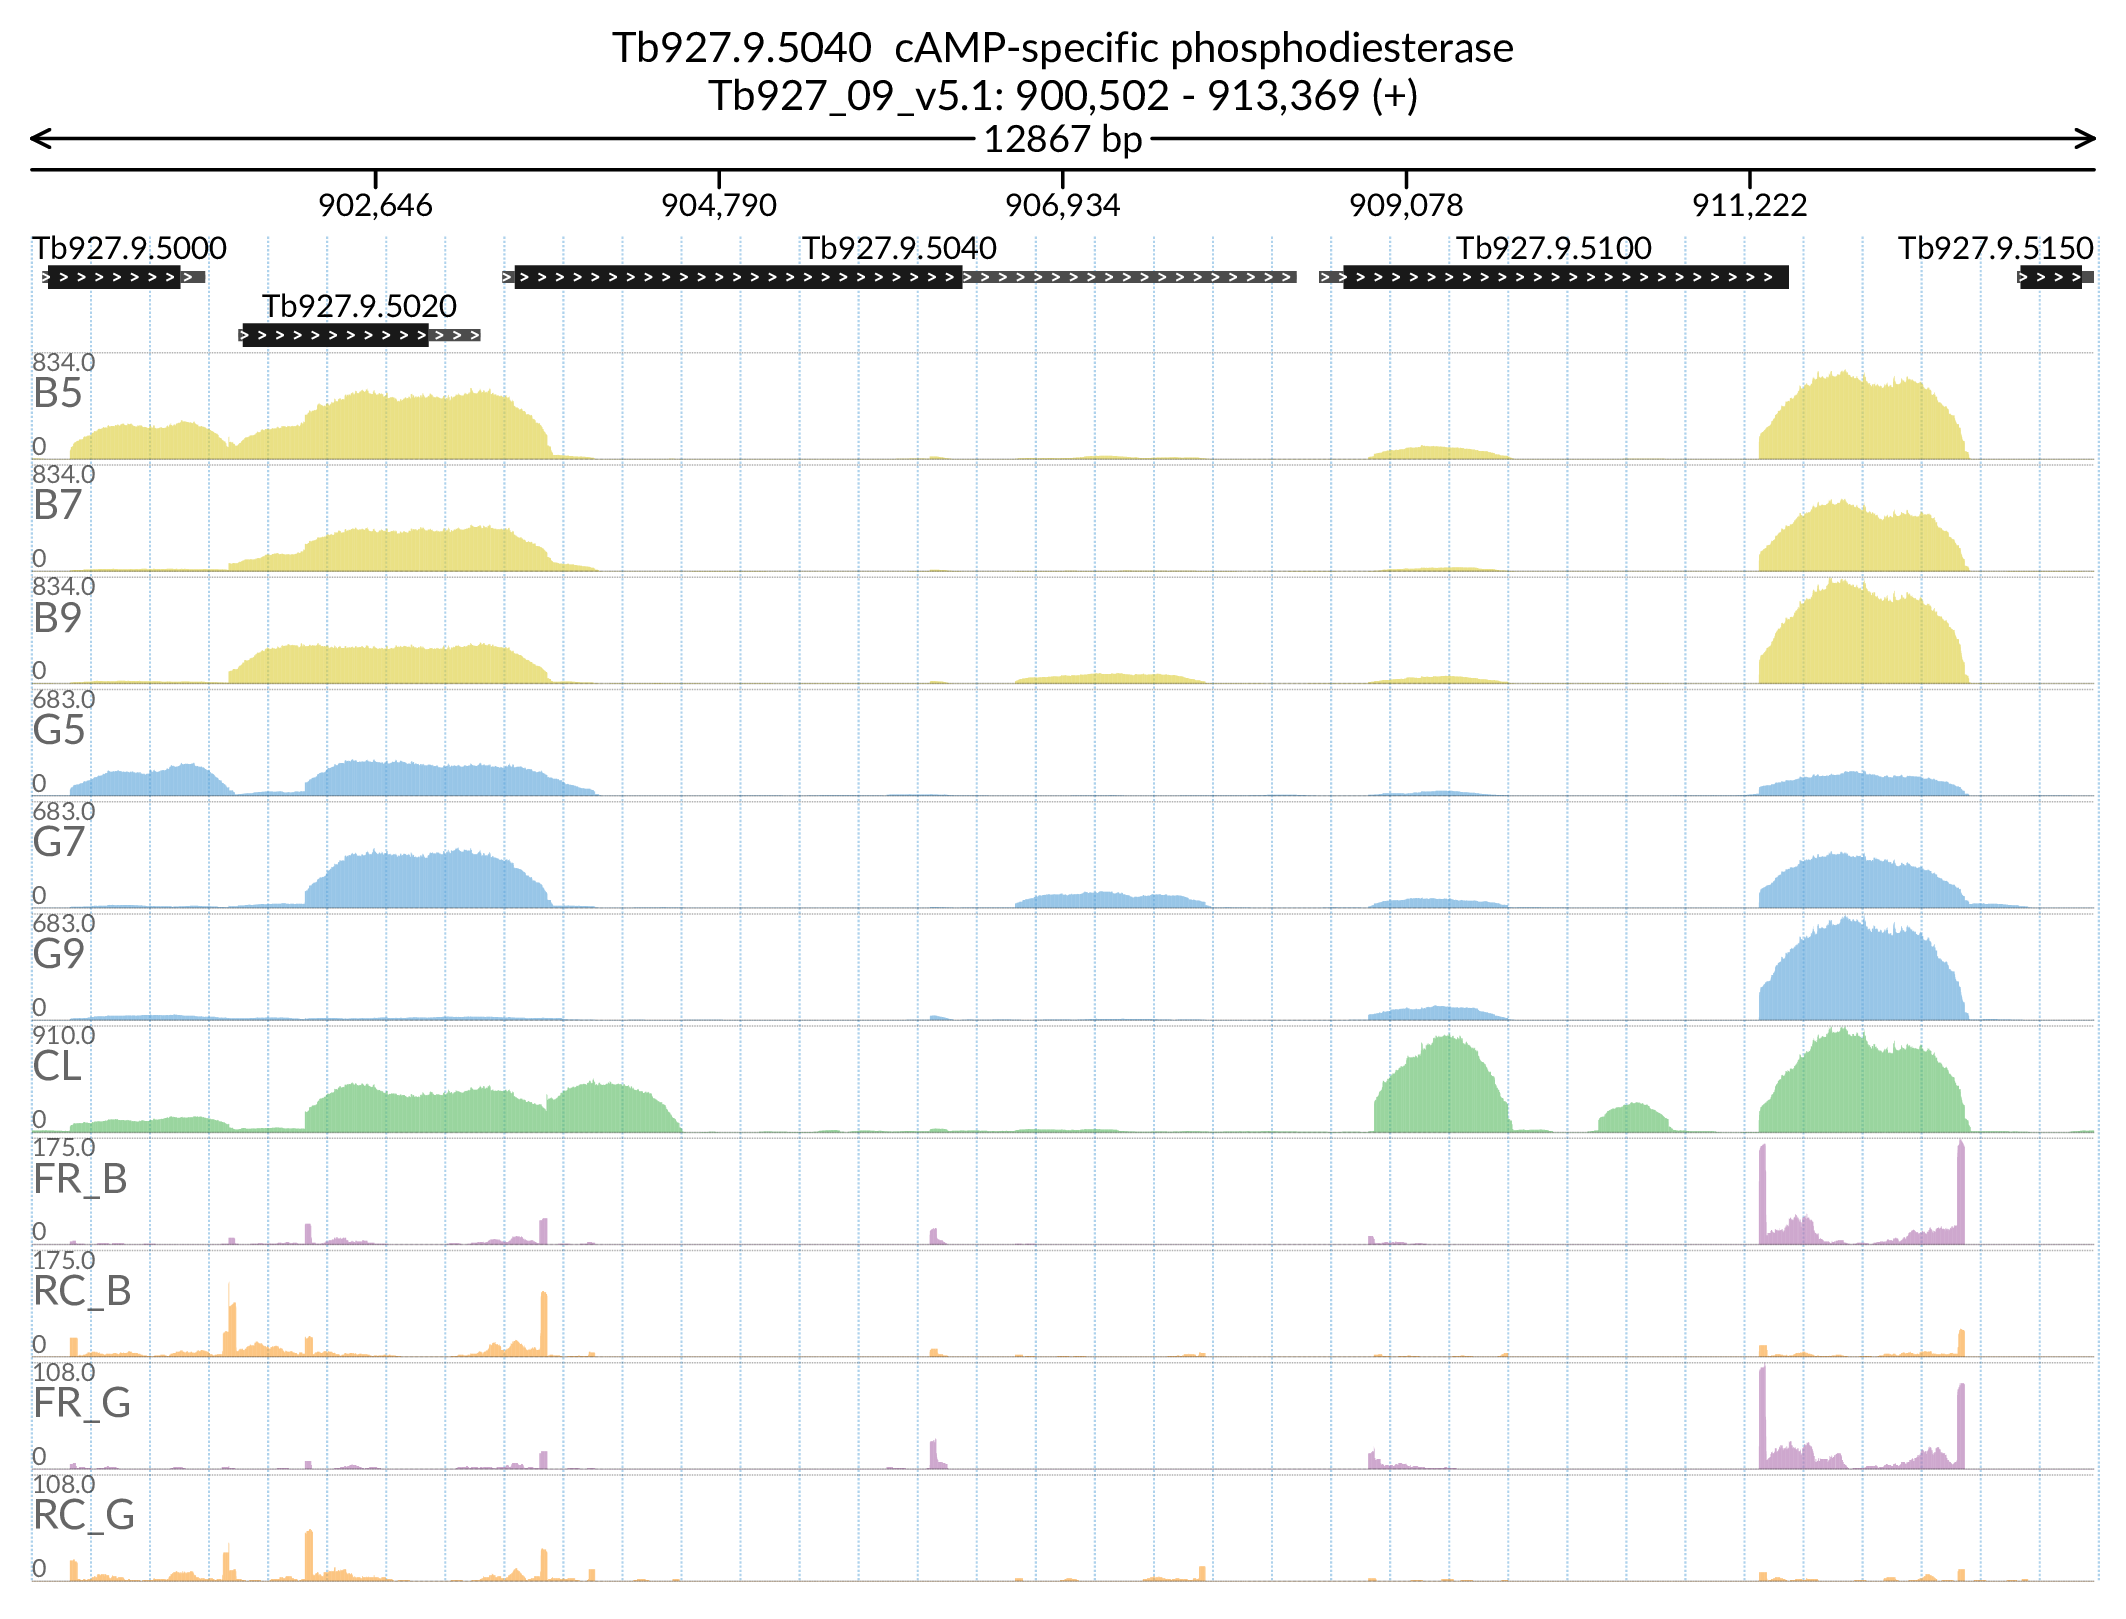 Tb927.9.5040  cAMP-specific phosphodiesterase
Tb927_09_v5.1: 900,502 - 913,369 (+)
12867 bp
902,646 904,790 906,934 909,078 911,222
Tb927.9.5000 Tb927.9.5040 Tb927.9.5100 Tb927.9.5150
Tb927.9.5020
834.0
B5
0
834.0
B7
0
834.0
B9
0
683.0
G5
0
683.0
G7
0
683.0
G9
0
910.0
CL
0
175.0
FR_B
0
175.0
RC_B
0
108.0
FR_G
0
108.0
RC_G
0